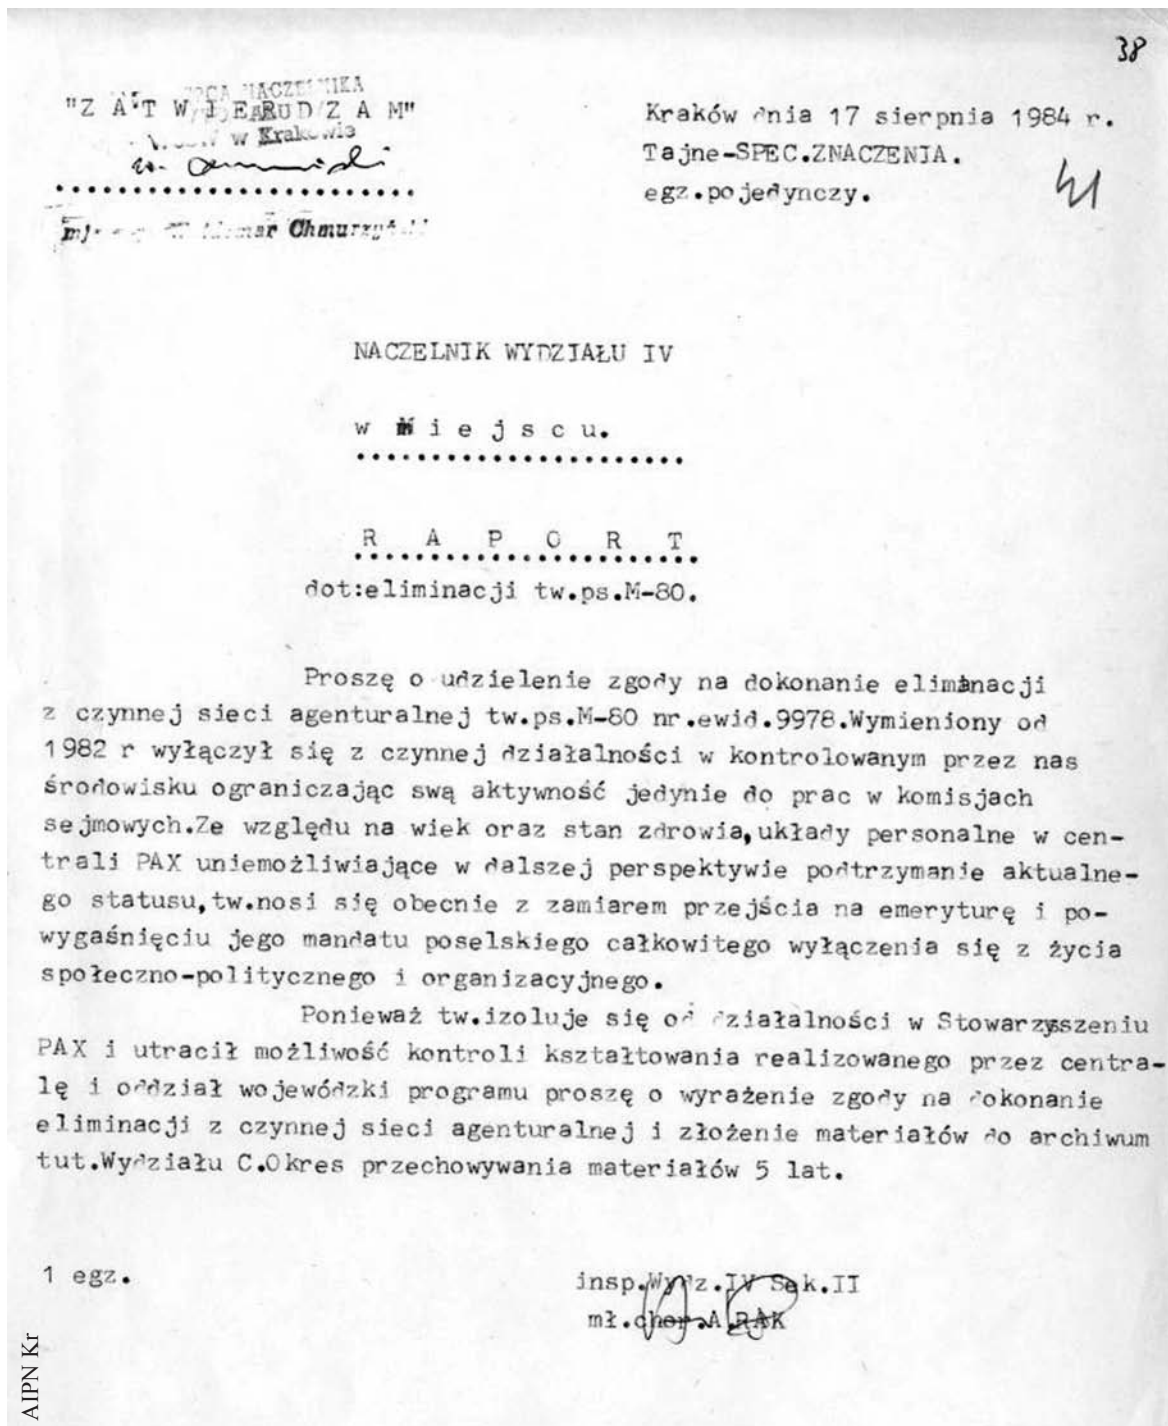 38
NACZELNIKA
"Z A T W I E R D Z A M"
w Krakowie
Chmurzyński
Kraków dnia 17 sierpnia 1984 r.
Tajne-SPEC.ZNACZENIA.
egz.pojedynczy.
41
NACZELNIK WYDZIAŁU IV
w M i e j s c u.
R A P O R T
dot:eliminacji tw.ps.M-80.
Proszę o udzielenie zgody na dokonanie eliminacji
z czynnej sieci agenturalnej tw.ps.M-80 nr.ewid.9978.Wymieniony od
1982 r wyłączył się z czynnej działalności w kontrolowanym przez nas
środowisku ograniczając swą aktywność jedynie do prac w komisjach
sejmowych.Ze względu na wiek oraz stan zdrowia,układy personalne w cen-
trali PAX uniemożliwiające w dalszej perspektywie podtrzymanie aktualne-
go statusu,tw.nosi się obecnie z zamiarem przejścia na emeryturę i po-
wygaśnięciu jego mandatu poselskiego całkowitego wyłączenia się z życia
społeczno-politycznego i organizacyjnego.
Ponieważ tw.izoluje się od działalności w Stowarzyszeniu
PAX i utracił możliwość kontroli kształtowania realizowanego przez centra-
lę i oddział wojewódzki programu proszę o wyrażenie zgody na dokonanie
eliminacji z czynnej sieci agenturalnej i złożenie materiałów do archiwum
tut.Wydziału C.Okres przechowywania materiałów 5 lat.
1 egz.
insp.Wydz.IV Sek.II
mł.chor.A.RAK
AIPN Kr